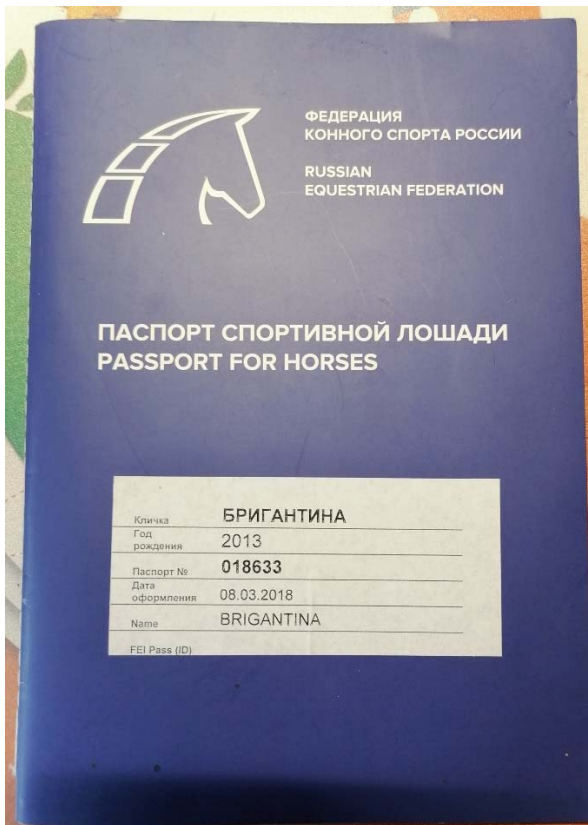 ФЕДЕРАЦИЯ
КОННОГО СПОРТА РОССИИ
RUSSIAN
EQUESTRIAN FEDERATION
ПАСПОРТ СПОРТИВНОЙ ЛОШАДИ
PASSPORT FOR HORSES
Кличка БРИГАНТИНА
Год
рождения 2013
Паспорт № 018633
Дата
оформления 08.03.2018
Name BRIGANTINA
FEI Pass (ID)